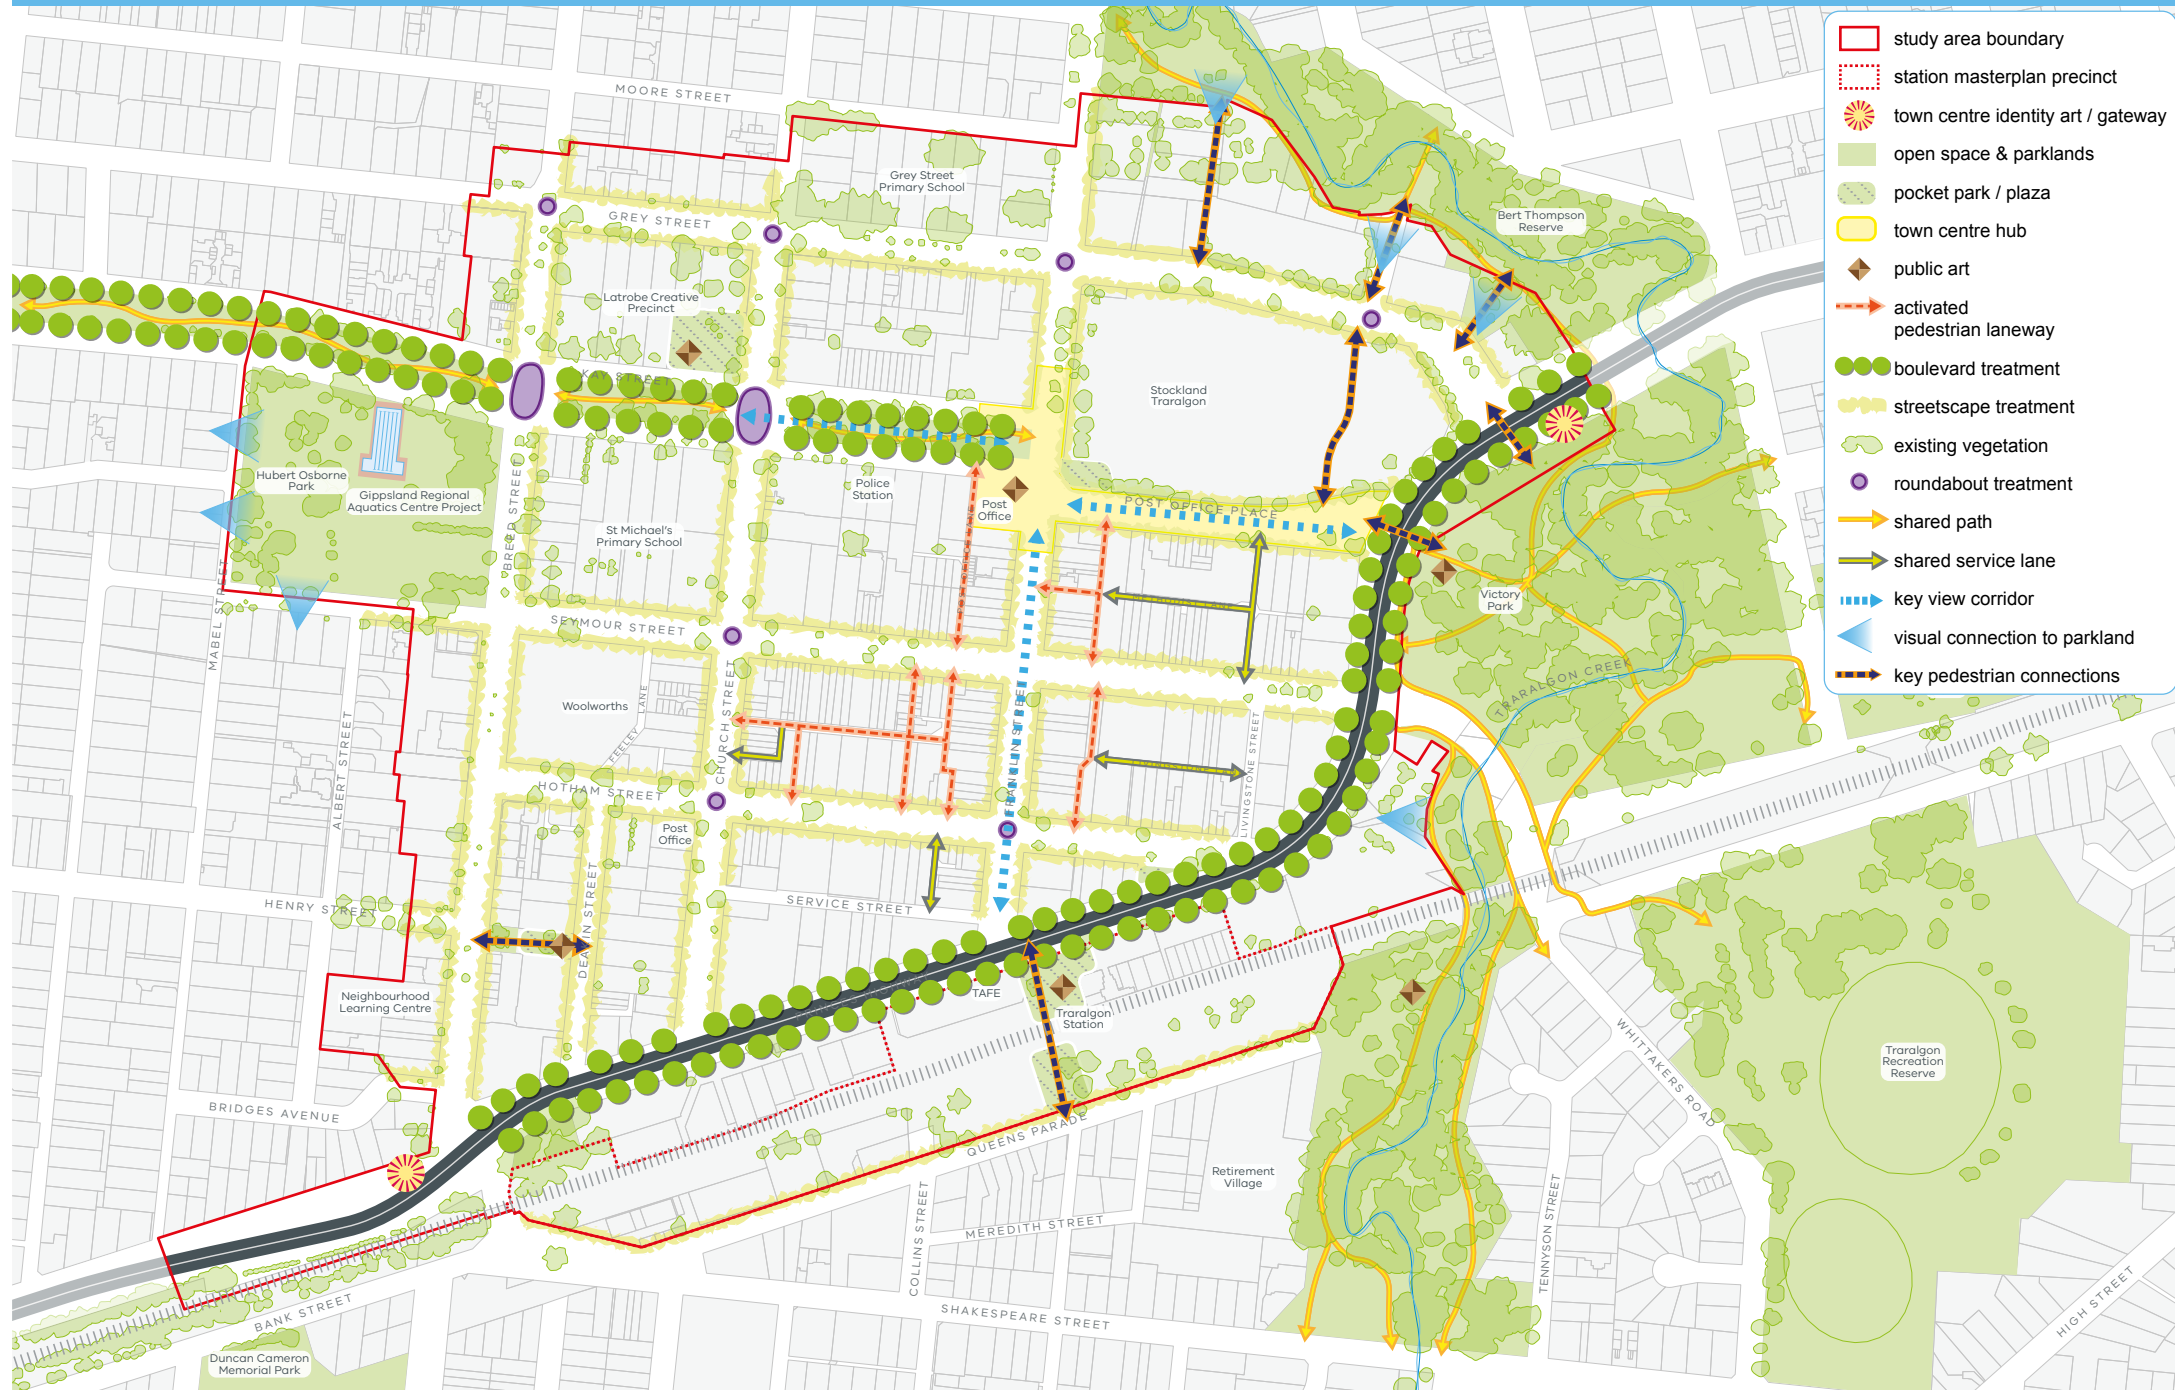 study area boundary
station masterplan precinct
town centre identity art / gateway
open space & parklands
pocket park / plaza
town centre hub
public art
activated
pedestrian laneway
boulevard treatment
streetscape treatment
existing vegetation
roundabout treatment
shared path
shared service lane
key view corridor
visual connection to parkland
key pedestrian connections
MOORE STREET
Grey Street
Primary School
GREY STREET
Bert Thompson
Reserve
Latrobe Creative
Precinct
KAY STREET
Stockland
Traralgon
Hubert Osborne
Park
Gippsland Regional
Aquatics Centre Project
BREED STREET
Police
Station
Post
Office
POST OFFICE PLACE
St Michael's
Primary School
Victory
Park
MABEL STREET
SEYMOUR STREET
TRARALGON CREEK
Woolworths
FEELEY LANE
CHURCH STREET
FRANKLIN STREET
LIVINGSTONE STREET
ALBERT STREET
HOTHAM STREET
Post
Office
HENRY STREET
DEAKIN STREET
SERVICE STREET
TAFE
Neighbourhood
Learning Centre
Traralgon
Station
WHITTAKERS ROAD
Traralgon
Recreation
Reserve
BRIDGES AVENUE
QUEENS PARADE
Retirement
Village
COLLINS STREET
MEREDITH STREET
TENNYSON STREET
BANK STREET
SHAKESPEARE STREET
HIGH STREET
Duncan Cameron
Memorial Park